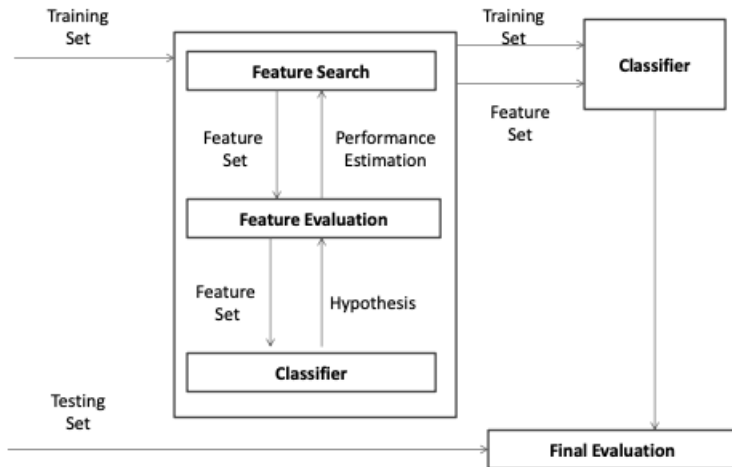 Training
Set
Training
Set
Feature Search
Classifier
Feature
Set
Performance
Estimation
Feature
Set
Feature Evaluation
Feature
Set
Hypothesis
Classifier
Testing
Set
Final Evaluation